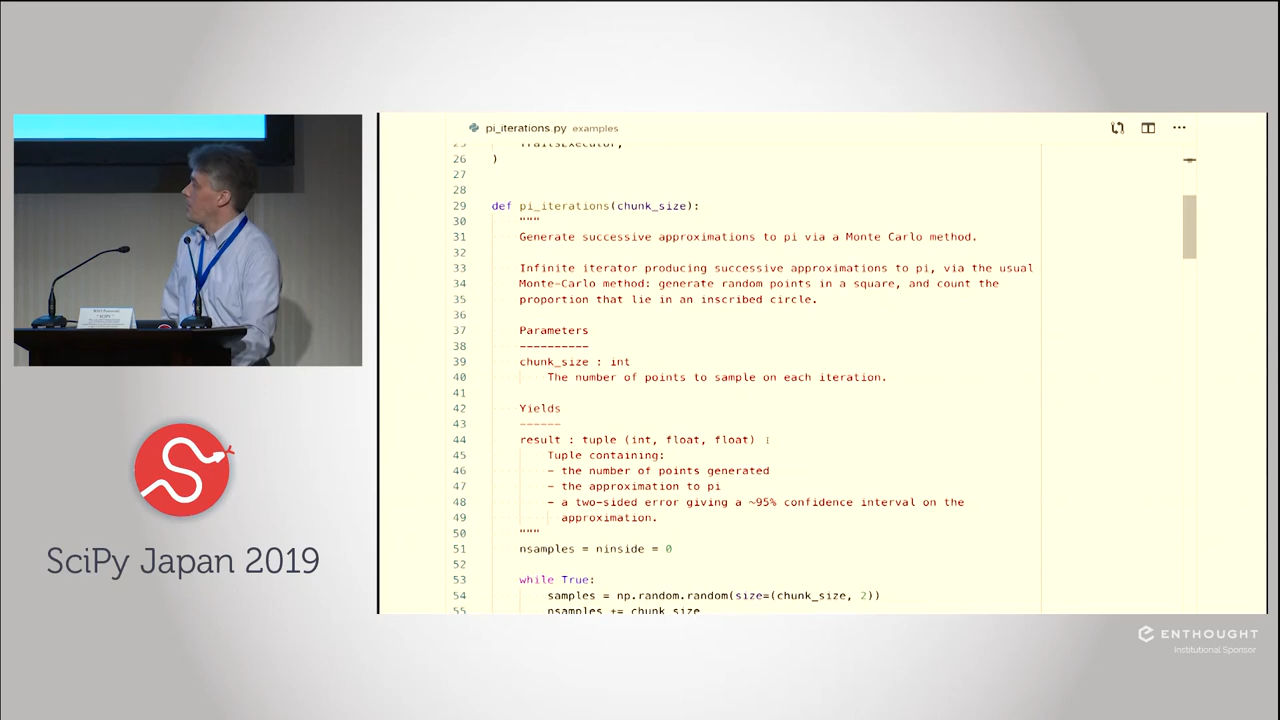 pi_iterations.py examples
25 TraitsExecutor,
26 )
27
28
29 def pi_iterations(chunk_size):
30 """
31 Generate successive approximations to pi via a Monte Carlo method.
32
33 Infinite iterator producing successive approximations to pi, via the usual
34 Monte-Carlo method: generate random points in a square, and count the
35 proportion that lie in an inscribed circle.
36
37 Parameters
38 ----------
39 chunk_size : int
40 The number of points to sample on each iteration.
41
42 Yields
43 ------
44 result : tuple (int, float, float)
45 Tuple containing:
46 - the number of points generated
47 - the approximation to pi
48 - a two-sided error giving a ~95% confidence interval on the
49 approximation.
50 """
51 nsamples = ninside = 0
52
53 while True:
54 samples = np.random.random(size=(chunk_size, 2))
55 nsamples += chunk_size
SciPy Japan 2019
ENTHOUGHT
Institutional Sponsor